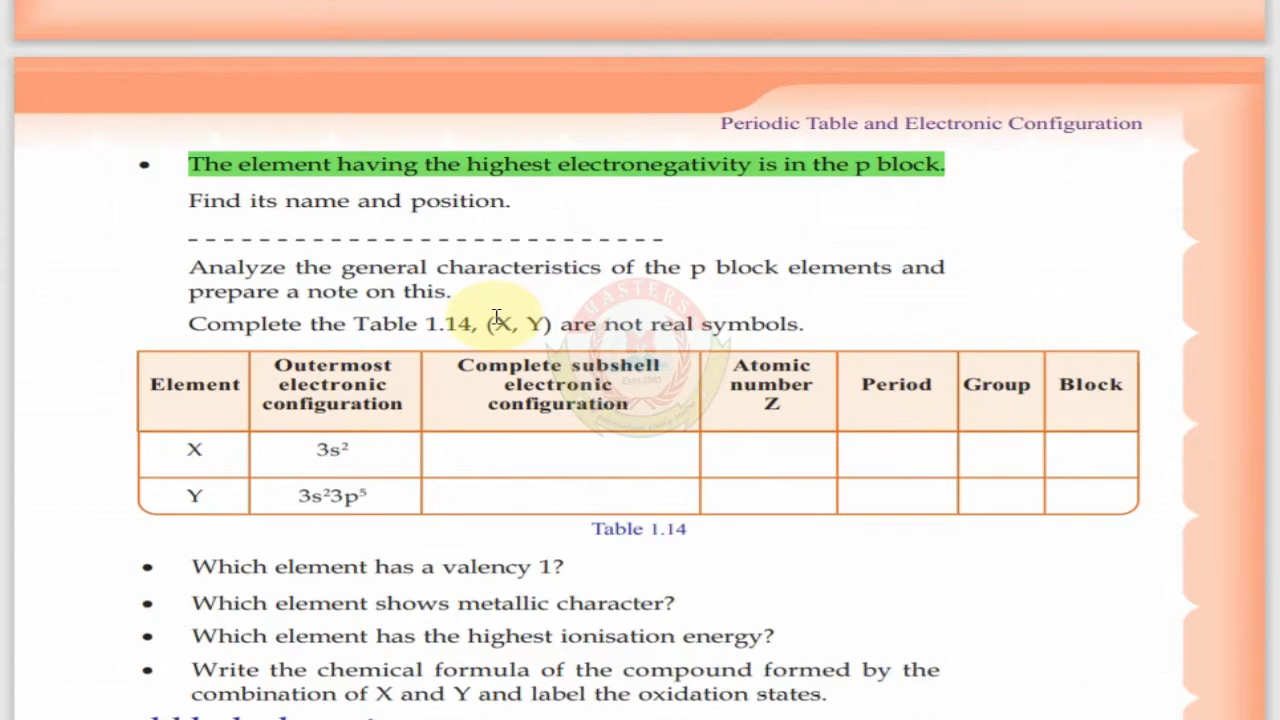 Periodic Table and Electronic Configuration
• The element having the highest electronegativity is in the p block.
Find its name and position.
Analyze the general characteristics of the p block elements and
prepare a note on this.
Complete the Table 1.14, (X, Y) are not real symbols.
Element Outermost electronic configuration Complete subshell electronic configuration Atomic number Z Period Group Block
X 3s²
Y 3s²3p⁵
Table 1.14
• Which element has a valency 1?
• Which element shows metallic character?
• Which element has the highest ionisation energy?
• Write the chemical formula of the compound formed by the
combination of X and Y and label the oxidation states.
MASTERS